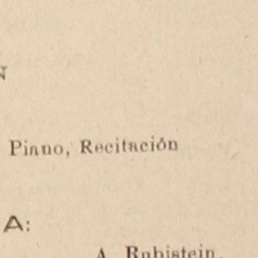 N
Piano, Recitación
A:
A. Rubistein.